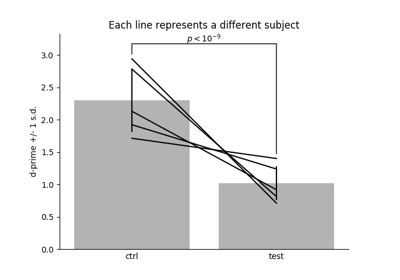 Each line represents a different subject
p < 10⁻⁹
d-prime +/- 1 s.d.
3.0
2.5
2.0
1.5
1.0
0.5
0.0
ctrl
test